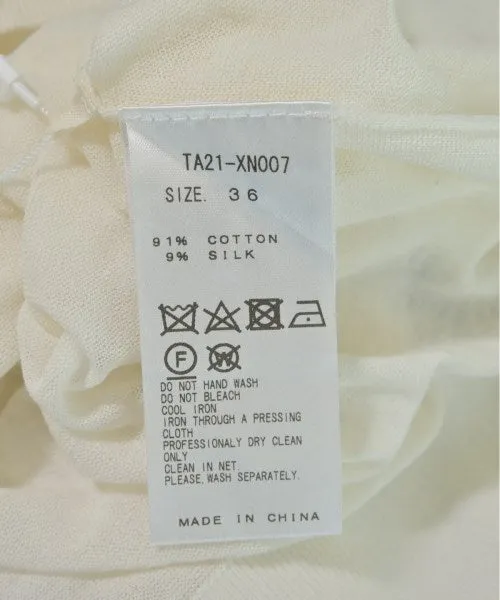 TA21-XN007
SIZE. 36
91% COTTON
9% SILK
F W
DO NOT HAND WASH
DO NOT BLEACH
COOL IRON
IRON THROUGH A PRESSING
CLOTH
PROFESSIONALY DRY CLEAN
ONLY
CLEAN IN NET.
PLEASE,WASH SEPARATELY.
MADE IN CHINA